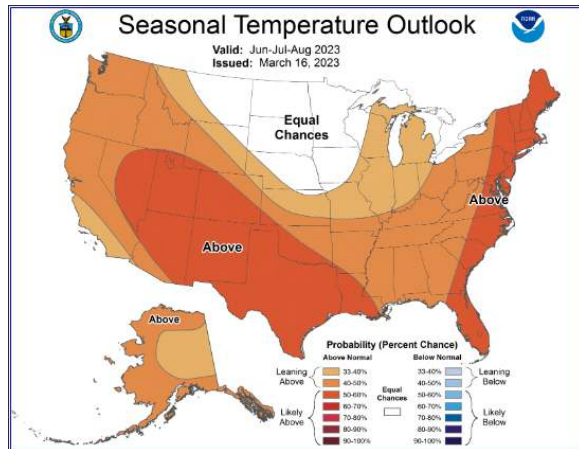 Seasonal Temperature Outlook
Valid: Jun-Jul-Aug 2023
Issued: March 16, 2023
Equal
Chances
Above
Above
Above
Probability (Percent Chance)
Above Normal Below Normal
Leaning
Above
33-40% 33-40%
40-50% 40-50%
Leaning
Below
Equal
Chances
Likely
Above
50-60% 50-60%
60-70% 60-70%
70-80% 70-80%
80-90% 80-90%
90-100% 90-100%
Likely
Below